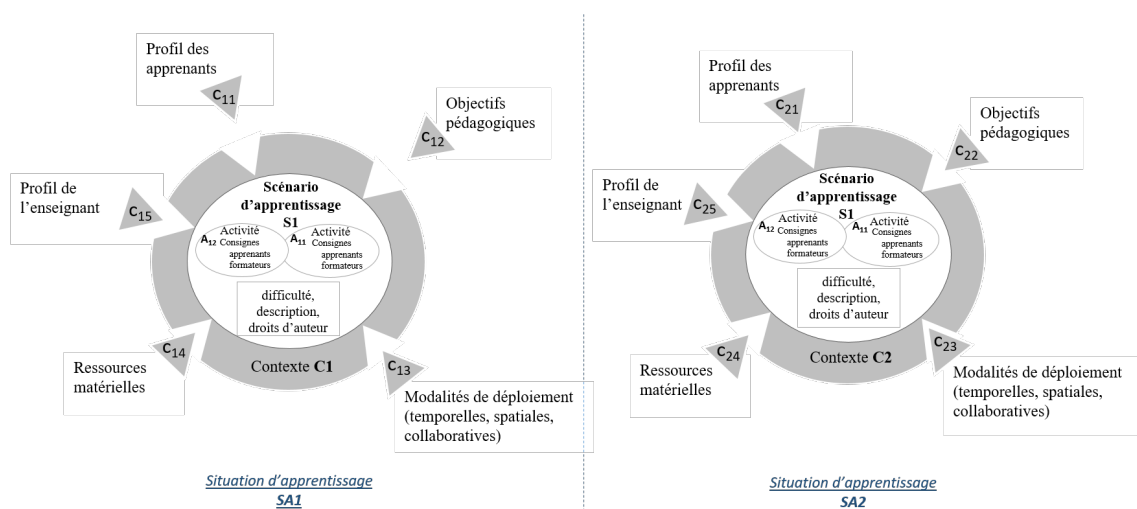 Profil des
apprenants
C11
Objectifs
pédagogiques
C12
Profil de
l'enseignant
C15
Scénario
d'apprentissage
S1
A12 Activité
Consignes
apprenants
formateurs
A11 Activité
Consignes
apprenants
formateurs
difficulté,
description,
droits d'auteur
C14
Ressources
matérielles
Contexte C1
C13
Modalités de déploiement
(temporelles, spatiales,
collaboratives)
Situation d'apprentissage
SA1
Profil des
apprenants
C21
Objectifs
pédagogiques
C22
Profil de
l'enseignant
C25
Scénario
d'apprentissage
S1
A12 Activité
Consignes
apprenants
formateurs
A11 Activité
Consignes
apprenants
formateurs
difficulté,
description,
droits d'auteur
C24
Ressources
matérielles
Contexte C2
C23
Modalités de déploiement
(temporelles, spatiales,
collaboratives)
Situation d'apprentissage
SA2